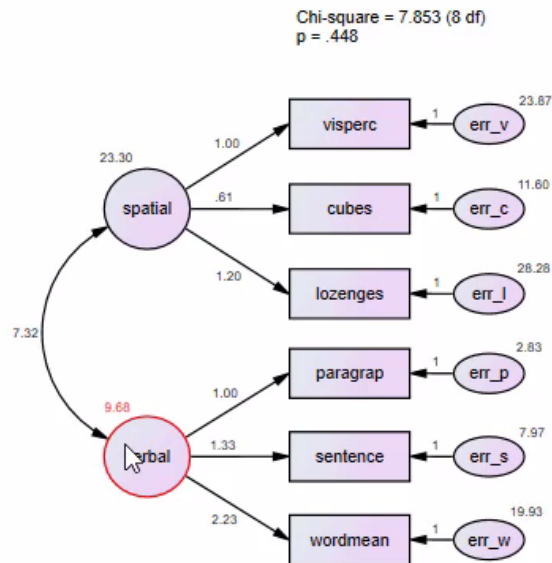 Chi-square = 7.853 (8 df)
p = .448
23.87
1
visperc
err_v
23.30
1.00
11.60
spatial
.61
cubes
1
err_c
28.28
1.20
lozenges
1
err_l
7.32
2.83
paragrap
1
err_p
9.68
1.00
7.97
erbal
1.33
sentence
1
err_s
19.93
2.23
wordmean
1
err_w